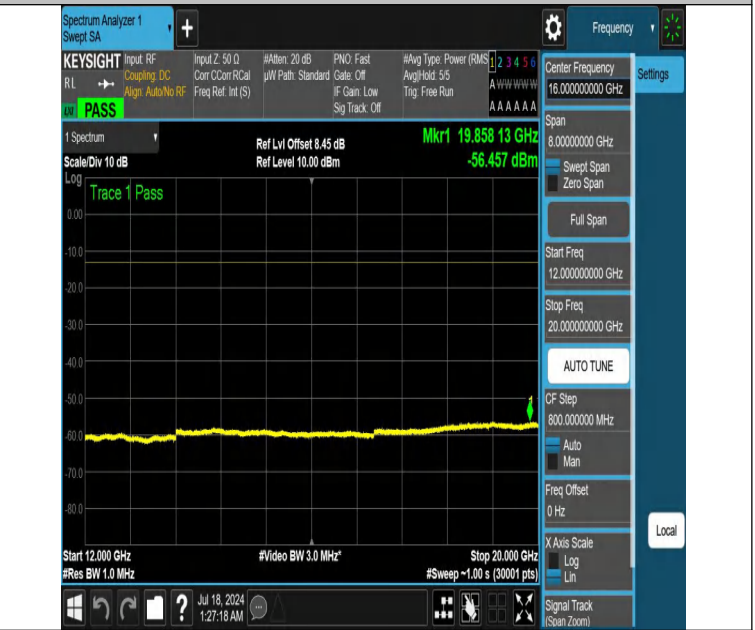 Spectrum Analyzer 1
Swept SA
Frequency
KEYSIGHT
RL
PASS
Input: RF
Coupling: DC
Align: Auto/No RF
Input Z: 50 Ω
Corr CCorr RCal
Freq Ref: Int (S)
#Atten: 20 dB
µW Path: Standard
PNO: Fast
Gate: Off
IF Gain: Low
Sig Track: Off
#Avg Type: Power (RMS
Avg|Hold: 5/5
Trig: Free Run
1 2 3 4 5 6
A W W W W W
A A A A A A
1 Spectrum
Scale/Div 10 dB
Ref Lvl Offset 8.45 dB
Ref Level 10.00 dBm
Mkr1 19.858 13 GHz
-56.457 dBm
Log
Trace 1 Pass
0.00
-10.0
-20.0
-30.0
-40.0
-50.0
-60.0
-70.0
-80.0
1
Start 12.000 GHz
#Res BW 1.0 MHz
#Video BW 3.0 MHz*
Stop 20.000 GHz
#Sweep ~1.00 s (30001 pts)
Jul 18, 2024
1:27:18 AM
Center Frequency
16.000000000 GHz
Settings
Span
8.00000000 GHz
Swept Span
Zero Span
Full Span
Start Freq
12.000000000 GHz
Stop Freq
20.000000000 GHz
AUTO TUNE
CF Step
800.000000 MHz
Auto
Man
Freq Offset
0 Hz
X Axis Scale
Log
Lin
Local
Signal Track
(Span Zoom)